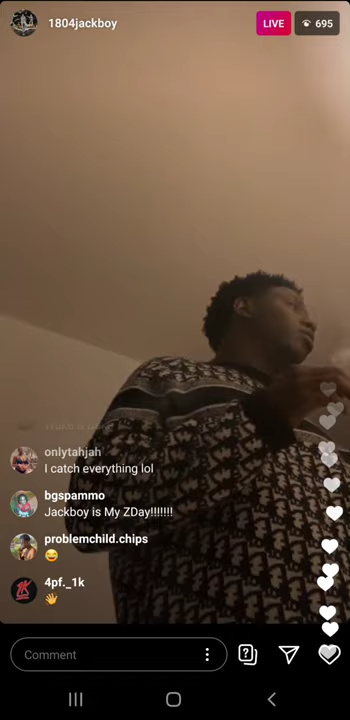 1804jackboy
LIVE
695
onlytahjah
I catch everything lol
bgspammo
Jackboy is My ZDay!!!!!!!
problemchild.chips
😂
4pf._1k
👋
Comment